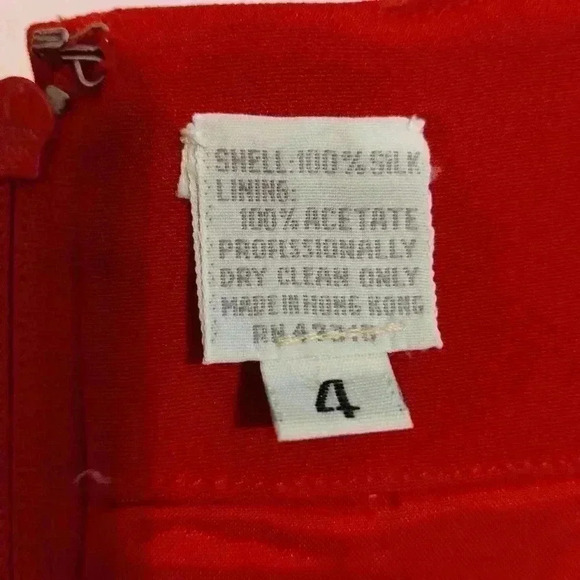 SHELL:100% SILK
LINING:
100% ACETATE
PROFESSIONALLY
DRY CLEAN ONLY
MADE IN HONG KONG
RN
4